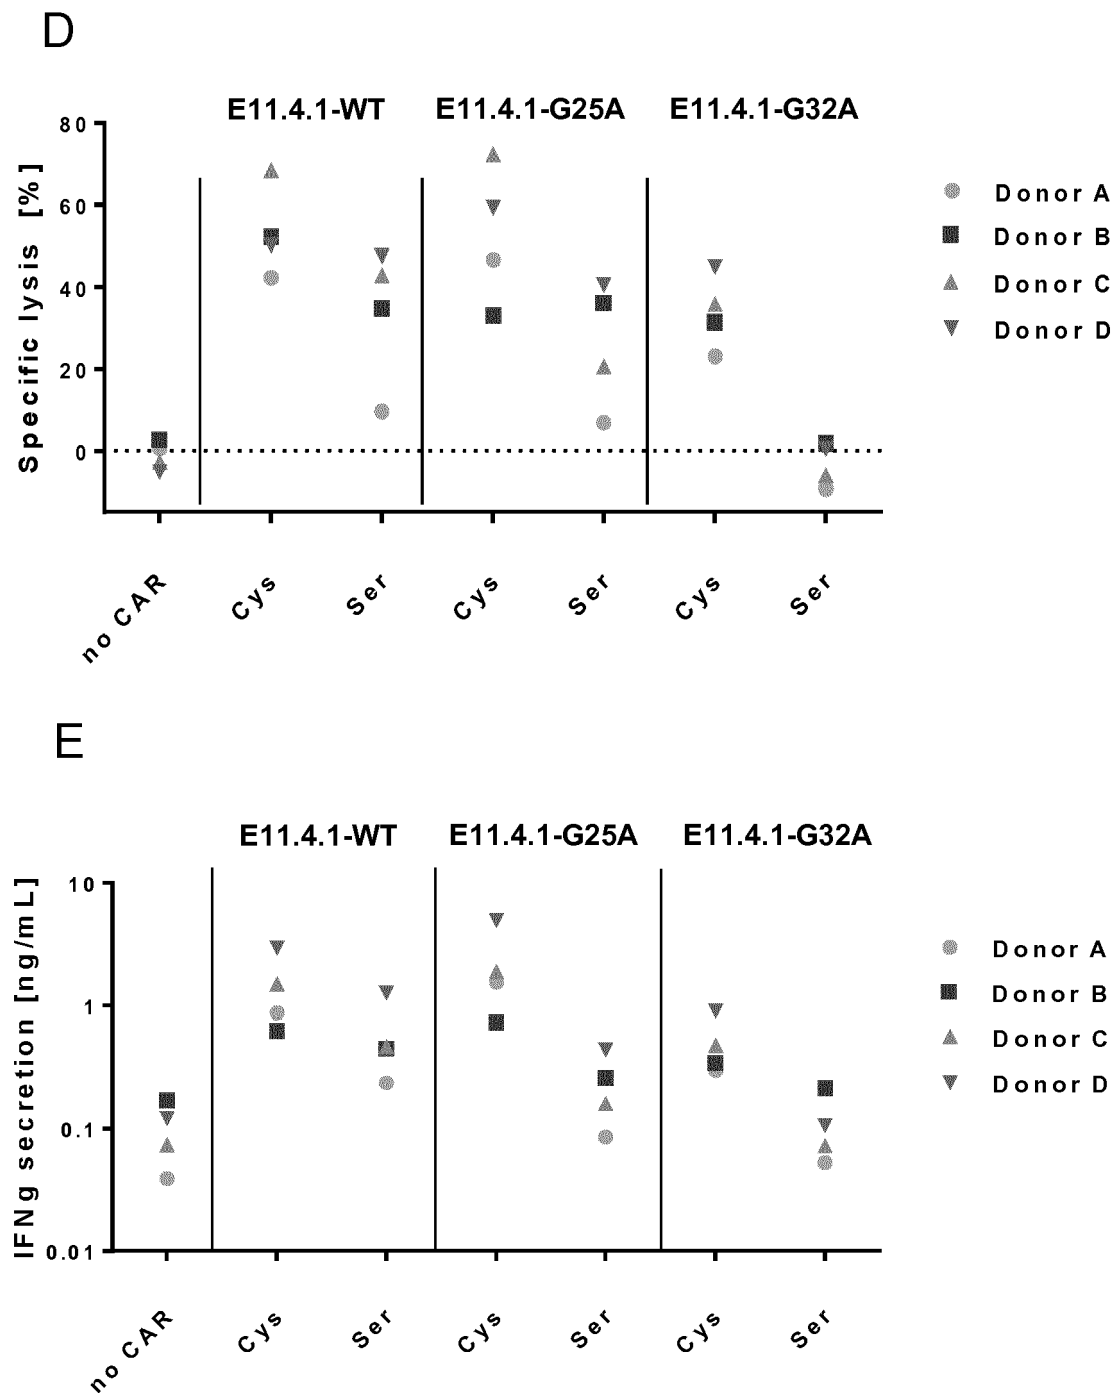 D
E11.4.1-WT E11.4.1-G25A E11.4.1-G32A
Specific lysis [%]
80
60
40
20
0
Donor A
Donor B
Donor C
Donor D
no CAR Cys Ser Cys Ser Cys Ser
E
E11.4.1-WT E11.4.1-G25A E11.4.1-G32A
IFNg secretion [ng/mL]
10
1
0.1
0.01
Donor A
Donor B
Donor C
Donor D
no CAR Cys Ser Cys Ser Cys Ser